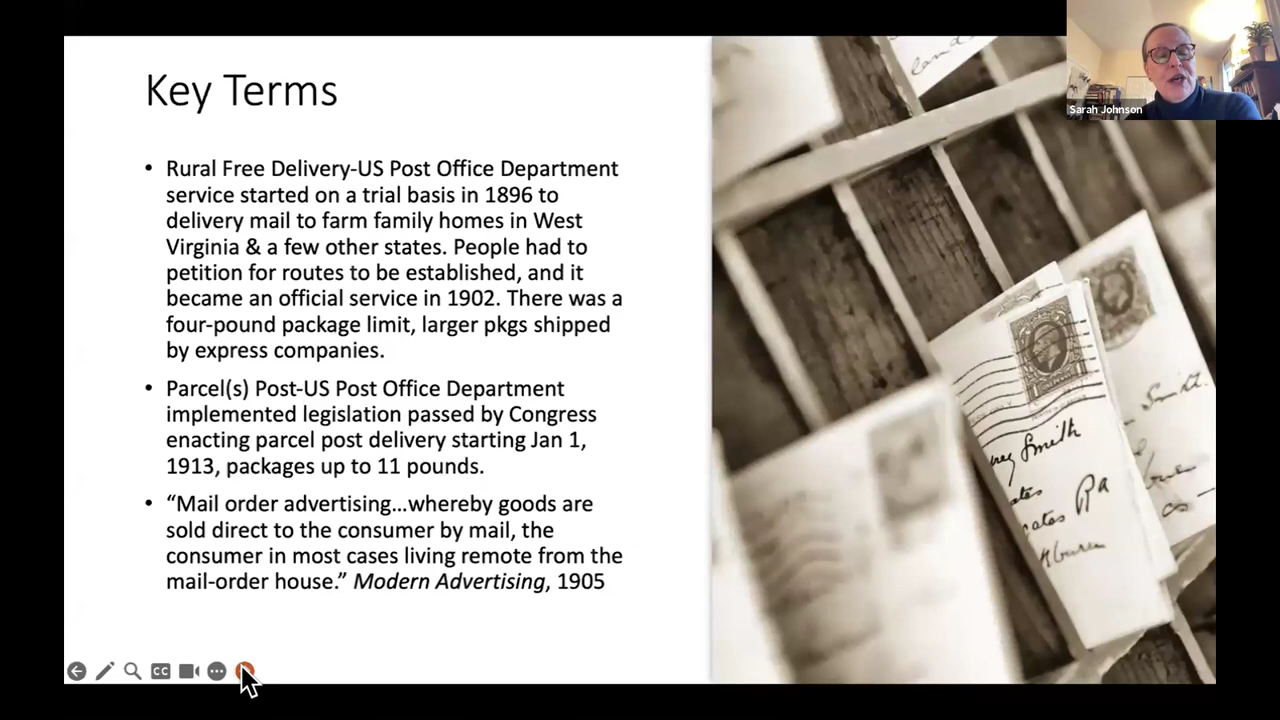 Key Terms
• Rural Free Delivery-US Post Office Department
service started on a trial basis in 1896 to
delivery mail to farm family homes in West
Virginia & a few other states. People had to
petition for routes to be established, and it
became an official service in 1902. There was a
four-pound package limit, larger pkgs shipped
by express companies.
• Parcel(s) Post-US Post Office Department
implemented legislation passed by Congress
enacting parcel post delivery starting Jan 1,
1913, packages up to 11 pounds.
• “Mail order advertising…whereby goods are
sold direct to the consumer by mail, the
consumer in most cases living remote from the
mail-order house.” Modern Advertising, 1905
CC
Sarah Johnson
Smith
Rd
Smith